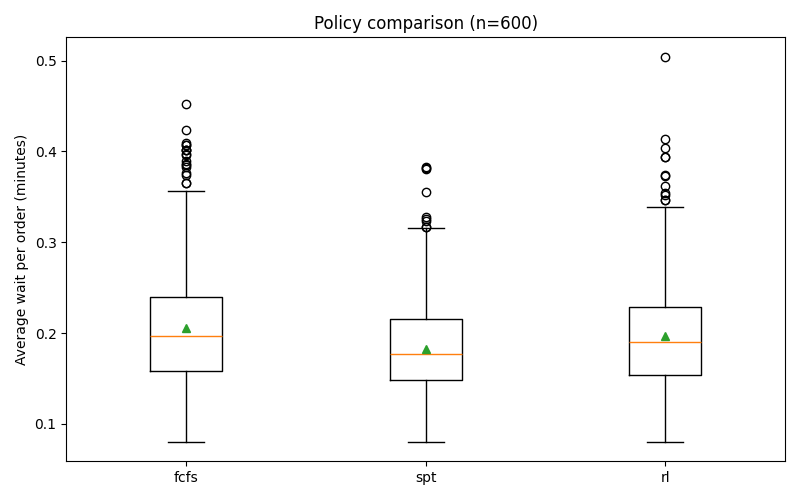 Policy comparison (n=600)
Average wait per order (minutes)
0.5
0.4
0.3
0.2
0.1
fcfs
spt
rl